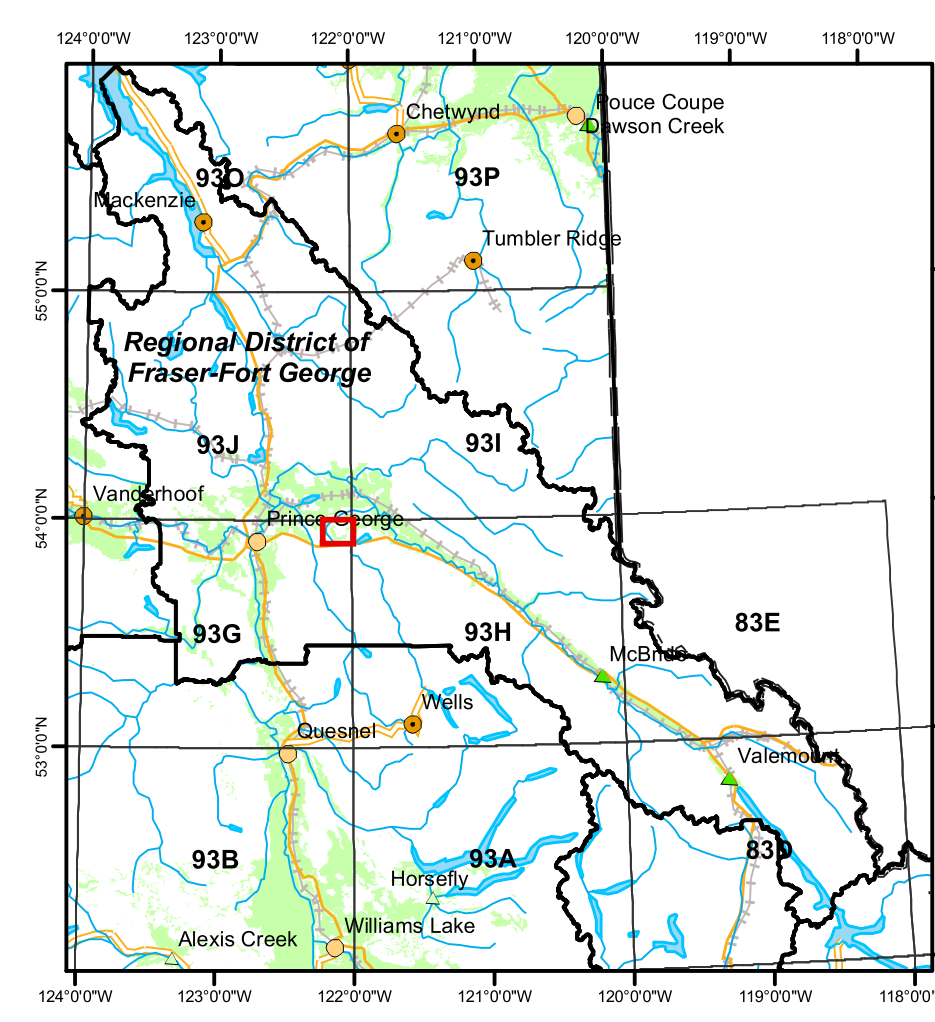 124°0'0"W 123°0'0"W 122°0'0"W 121°0'0"W 120°0'0"W 119°0'0"W 118°0'0"W
Pouce Coupe
Chetwynd
Dawson Creek
93O
93P
Mackenzie
Tumbler Ridge
55°0'0"N
Regional District of
Fraser-Fort George
93J
93I
Vanderhoof
54°0'0"N
Prince George
93G
93H
83E
McBride
Wells
Quesnel
53°0'0"N
Valemount
93B
93A
83D
Horsefly
Williams Lake
Alexis Creek
124°0'0"W 123°0'0"W 122°0'0"W 121°0'0"W 120°0'0"W 119°0'0"W 118°0'